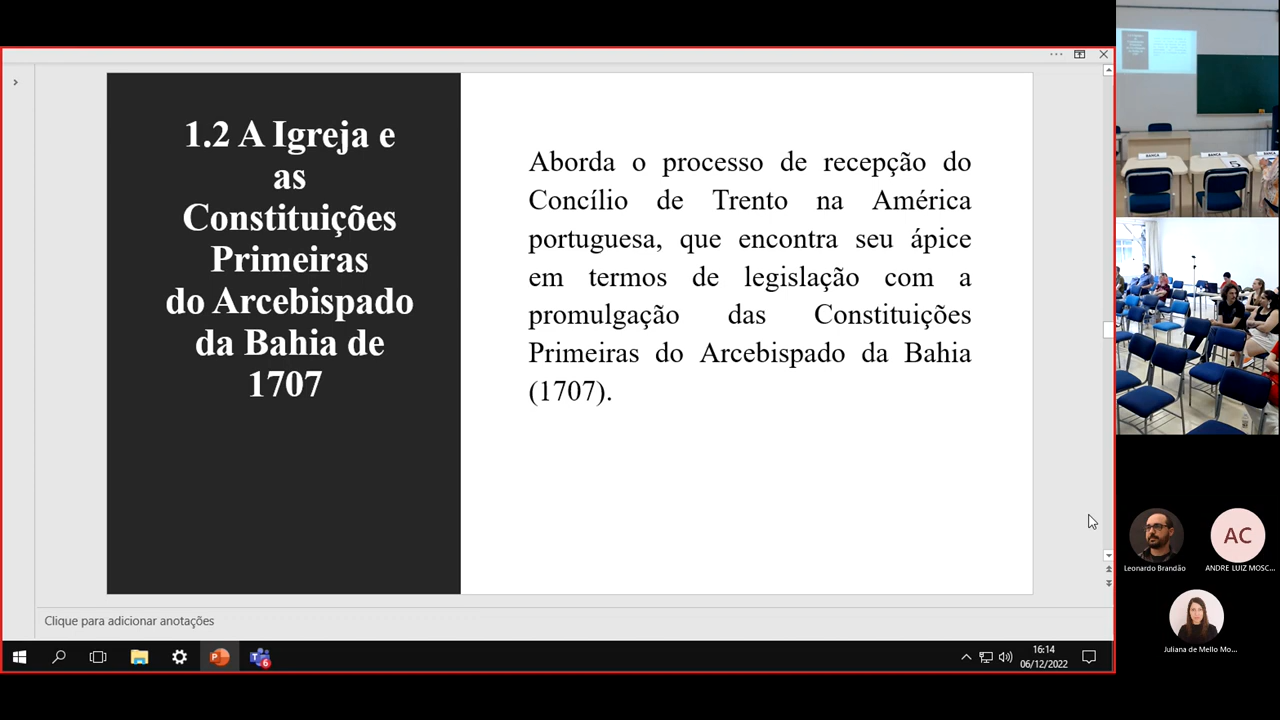 1.2 A Igreja e
as
Constituições
Primeiras
do Arcebispado
da Bahia de
1707
Aborda o processo de recepção do
Concílio de Trento na América
portuguesa, que encontra seu ápice
em termos de legislação com a
promulgação das Constituições
Primeiras do Arcebispado da Bahia
(1707).
Clique para adicionar anotações
16:14
06/12/2022
BANCA
BANCA
AC
Leonardo Brandão
ANDRE LUIZ MOSC...
Juliana de Mello Mo...